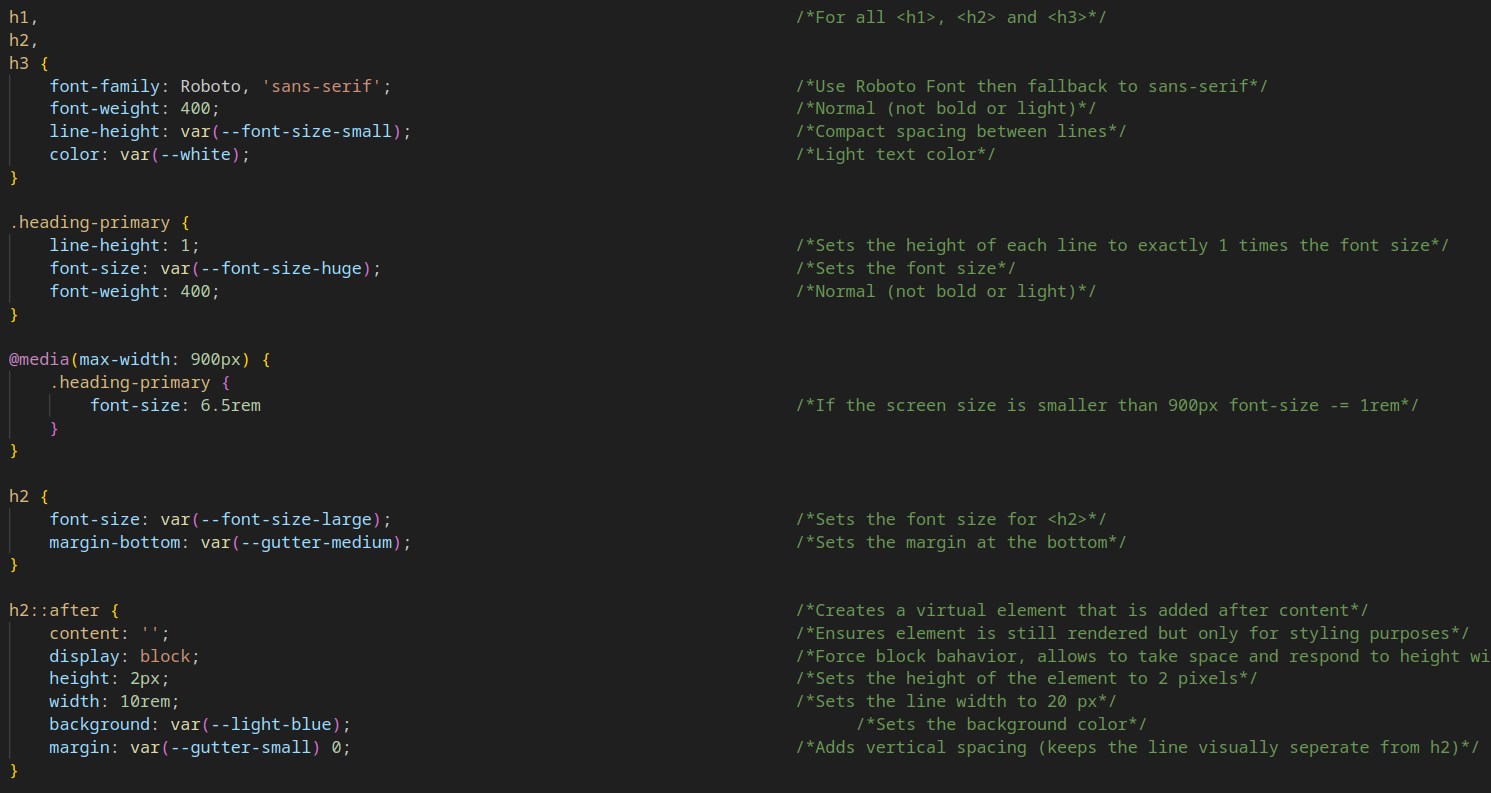 h1, /*For all <h1>, <h2> and <h3>*/
h2,
h3 {
    font-family: Roboto, 'sans-serif'; /*Use Roboto Font then fallback to sans-serif*/
    font-weight: 400; /*Normal (not bold or light)*/
    line-height: var(--font-size-small); /*Compact spacing between lines*/
    color: var(--white); /*Light text color*/
}

.heading-primary {
    line-height: 1; /*Sets the height of each line to exactly 1 times the font size*/
    font-size: var(--font-size-huge); /*Sets the font size*/
    font-weight: 400; /*Normal (not bold or light)*/
}

@media(max-width: 900px) {
    .heading-primary {
        font-size: 6.5rem /*If the screen size is smaller than 900px font-size -= 1rem*/
    }
}

h2 {
    font-size: var(--font-size-large); /*Sets the font size for <h2>*/
    margin-bottom: var(--gutter-medium); /*Sets the margin at the bottom*/
}

h2::after { /*Creates a virtual element that is added after content*/
    content: ''; /*Ensures element is still rendered but only for styling purposes*/
    display: block; /*Force block bahavior, allows to take space and respond to height wi
    height: 2px; /*Sets the height of the element to 2 pixels*/
    width: 10rem; /*Sets the line width to 20 px*/
    background: var(--light-blue); /*Sets the background color*/
    margin: var(--gutter-small) 0; /*Adds vertical spacing (keeps the line visually seperate from h2)*/
}